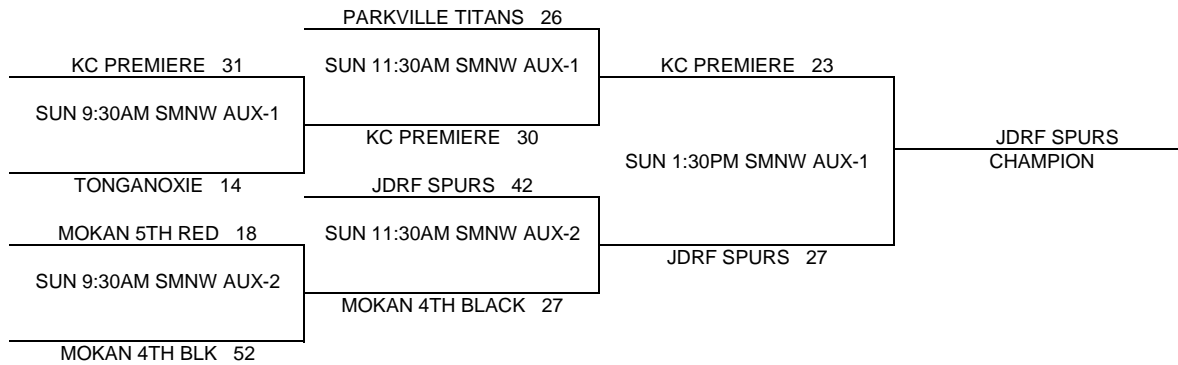 PARKVILLE TITANS 26
KC PREMIERE 31
SUN 11:30AM SMNW AUX-1
KC PREMIERE 23
SUN 9:30AM SMNW AUX-1
KC PREMIERE 30
JDRF SPURS
SUN 1:30PM SMNW AUX-1
CHAMPION
TONGANOXIE 14
JDRF SPURS 42
MOKAN 5TH RED 18
SUN 11:30AM SMNW AUX-2
JDRF SPURS 27
SUN 9:30AM SMNW AUX-2
MOKAN 4TH BLACK 27
MOKAN 4TH BLK 52